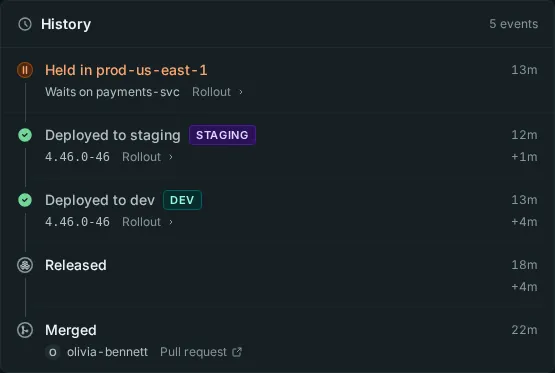 History 5 events
Held in prod-us-east-1 13m
Waits on payments-svc Rollout ›
Deployed to staging STAGING 12m
4.46.0-46 Rollout › +1m
Deployed to dev DEV 13m
4.46.0-46 Rollout › +4m
Released 18m
+4m
Merged 22m
O olivia-bennett Pull request